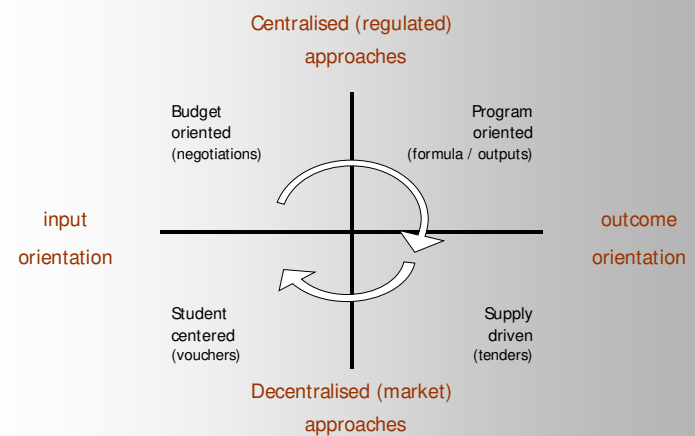 Centralised (regulated)
approaches
Budget
oriented
(negotiations)
Program
oriented
(formula / outputs)
input
orientation
outcome
orientation
Student
centered
(vouchers)
Supply
driven
(tenders)
Decentralised (market)
approaches